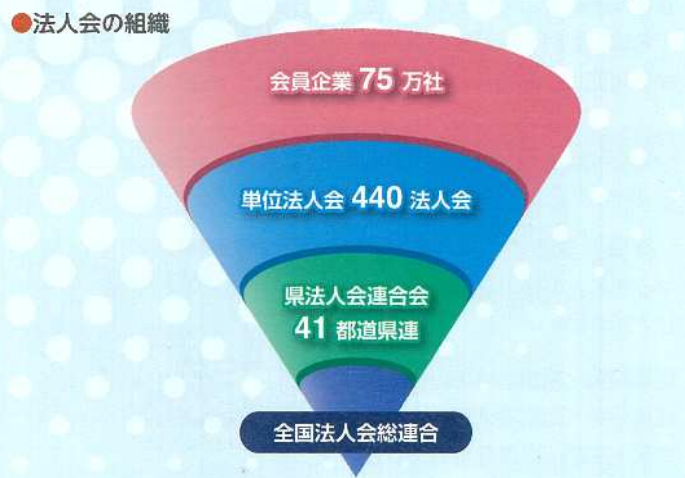 ●法人会の組織
会員企業 75 万社
単位法人会 440 法人会
県法人会連合会
41 都道県連
全国法人会総連合